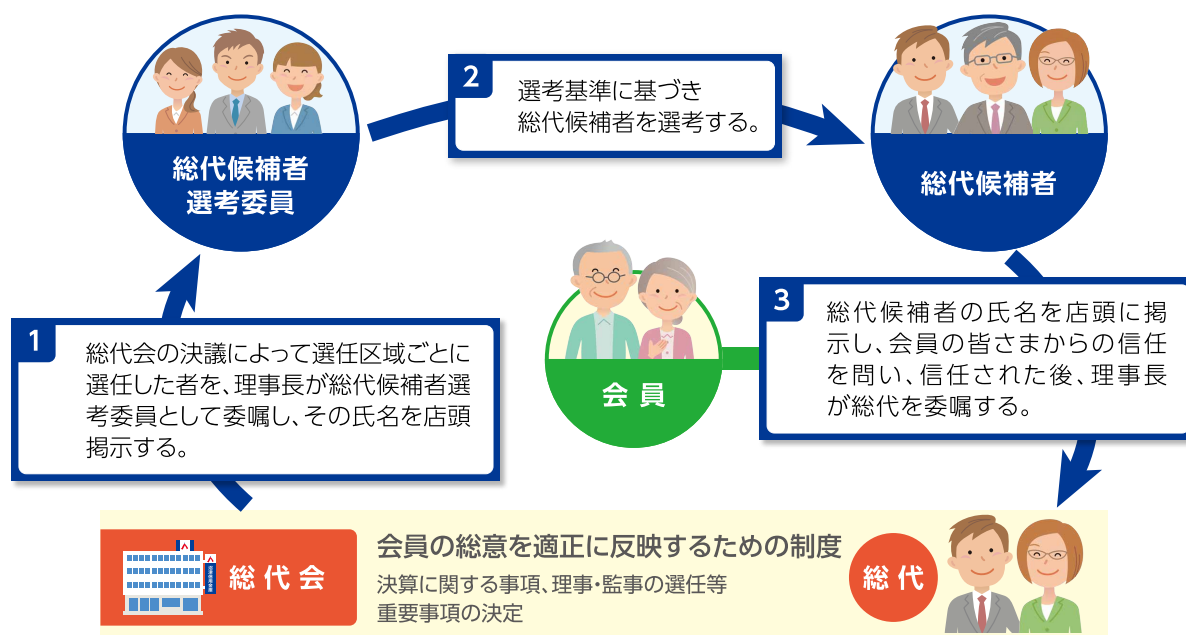 総代候補者
選考委員
2
選考基準に基づき
総代候補者を選考する。
総代候補者
1
総代会の決議によって選任区域ごとに
選任した者を、理事長が総代候補者選
考委員として委嘱し、その氏名を店頭
掲示する。
会員
3
総代候補者の氏名を店頭に掲
示し、会員の皆さまからの信任
を問い、信任された後、理事長
が総代を委嘱する。
総代会
会員の総意を適正に反映するための制度
決算に関する事項、理事・監事の選任等
重要事項の決定
総代